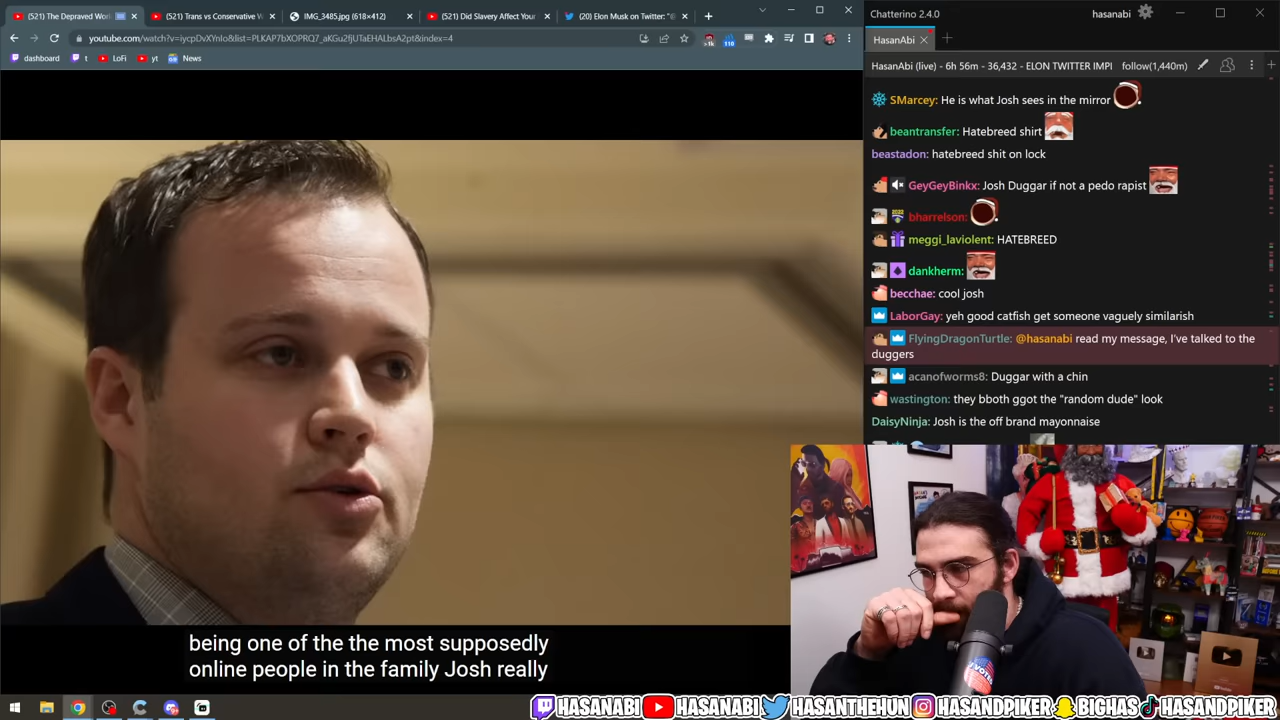 (521) The Depraved Worl
(521) Trans vs Conservative W
IMG_3485.jpg (618×412)
(521) Did Slavery Affect Your
(20) Elon Musk on Twitter: "@
youtube.com/watch?v=iycpDvXYnIo&list=PLKAP7bXOPRQ7_aKGu2fjUTaEHALbsA2pt&index=4
dashboard
t
LoFi
yt
News
being one of the the most supposedly
online people in the family Josh really
Chatterino 2.4.0
hasanabi
HasanAbi
HasanAbi (live) - 6h 56m - 36,432 - ELON TWITTER IMPI
follow(1,440m)
SMarcey: He is what Josh sees in the mirror
beantransfer: Hatebreed shirt
beastadon: hatebreed shit on lock
GeyGeyBinkx: Josh Duggar if not a pedo rapist
bharrelson:
meggi_laviolent: HATEBREED
dankherm:
becchae: cool josh
LaborGay: yeh good catfish get someone vaguely similarish
FlyingDragonTurtle: @hasanabi read my message, I've talked to the
duggers
acanofworms8: Duggar with a chin
wastington: they bboth ggot the "random dude" look
DaisyNinja: Josh is the off brand mayonnaise
HASANABI
HASANABI
HASANTHEHUN
HASANDPIKER
BIGHAS
HASANDPIKER